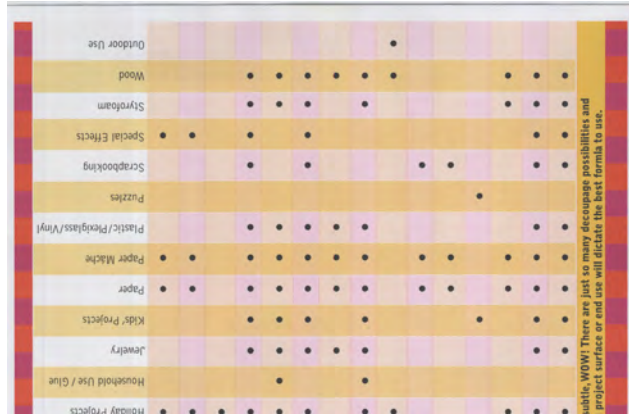 Outdoor Use
Wood
Styrofoam
Special Effects
Scrapbooking
Puzzles
Plastic/Plexiglass/Vinyl
Paper Mâché
Paper
Kids' Projects
Jewelry
Household Use / Glue
Holiday Projects
subtle, WOW! There are just so many decoupage possibilities and
project surface or end use will dictate the best formla to use.